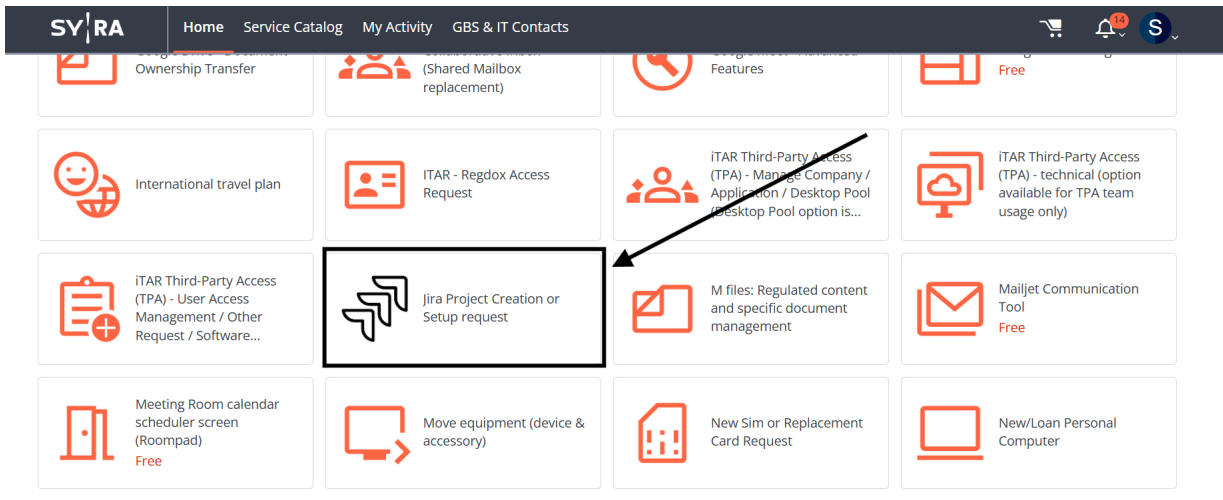 SY¦RA
Home
Service Catalog
My Activity
GBS & IT Contacts
14
S
Ownership Transfer
(Shared Mailbox
replacement)
Features
Free
International travel plan
ITAR - Regdox Access
Request
iTAR Third-Party Access
(TPA) - Manage Company /
Application / Desktop Pool
(Desktop Pool option is...
iTAR Third-Party Access
(TPA) - technical (option
available for TPA team
usage only)
iTAR Third-Party Access
(TPA) - User Access
Management / Other
Request / Software...
Jira Project Creation or
Setup request
M files: Regulated content
and specific document
management
Mailjet Communication
Tool
Free
Meeting Room calendar
scheduler screen
(Roompad)
Free
Move equipment (device &
accessory)
New Sim or Replacement
Card Request
New/Loan Personal
Computer